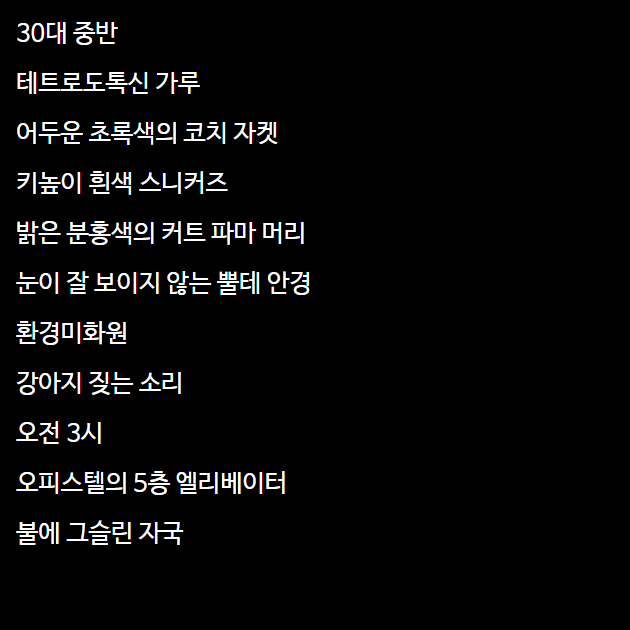 30대 중반
테트로도톡신 가루
어두운 초록색의 코치 자켓
키높이 흰색 스니커즈
밝은 분홍색의 커트 파마 머리
눈이 잘 보이지 않는 뿔테 안경
환경미화원
강아지 짖는 소리
오전 3시
오피스텔의 5층 엘리베이터
불에 그슬린 자국